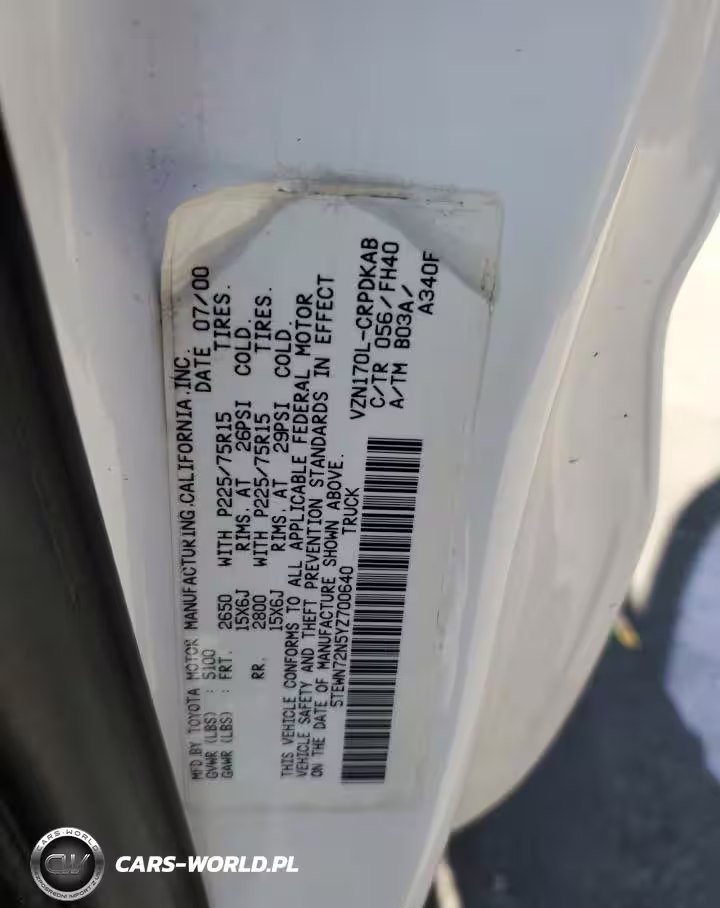 MFD BY TOYOTA MOTOR MANUFACTURING.CALIFORNIA.INC.
GVWR (LBS) : 5100 DATE 07/00
GAWR (LBS) : FRT. 2650 WITH P225/75R15 TIRES.
15X6J RIMS. AT 26PSI COLD.
RR. 2800 WITH P225/75R15 TIRES.
15X6J RIMS. AT 29PSI COLD.
THIS VEHICLE CONFORMS TO ALL APPLICABLE FEDERAL MOTOR
VEHICLE SAFETY AND THEFT PREVENTION STANDARDS IN EFFECT
ON THE DATE OF MANUFACTURE SHOWN ABOVE.
5TEWN72N5YZ700640 TRUCK
VZN170L-CRPDKAB
C/TR 056/FH40
A/TM B03A/
A340F
CARS-WORLD
CW
CARS-WORLD.PL